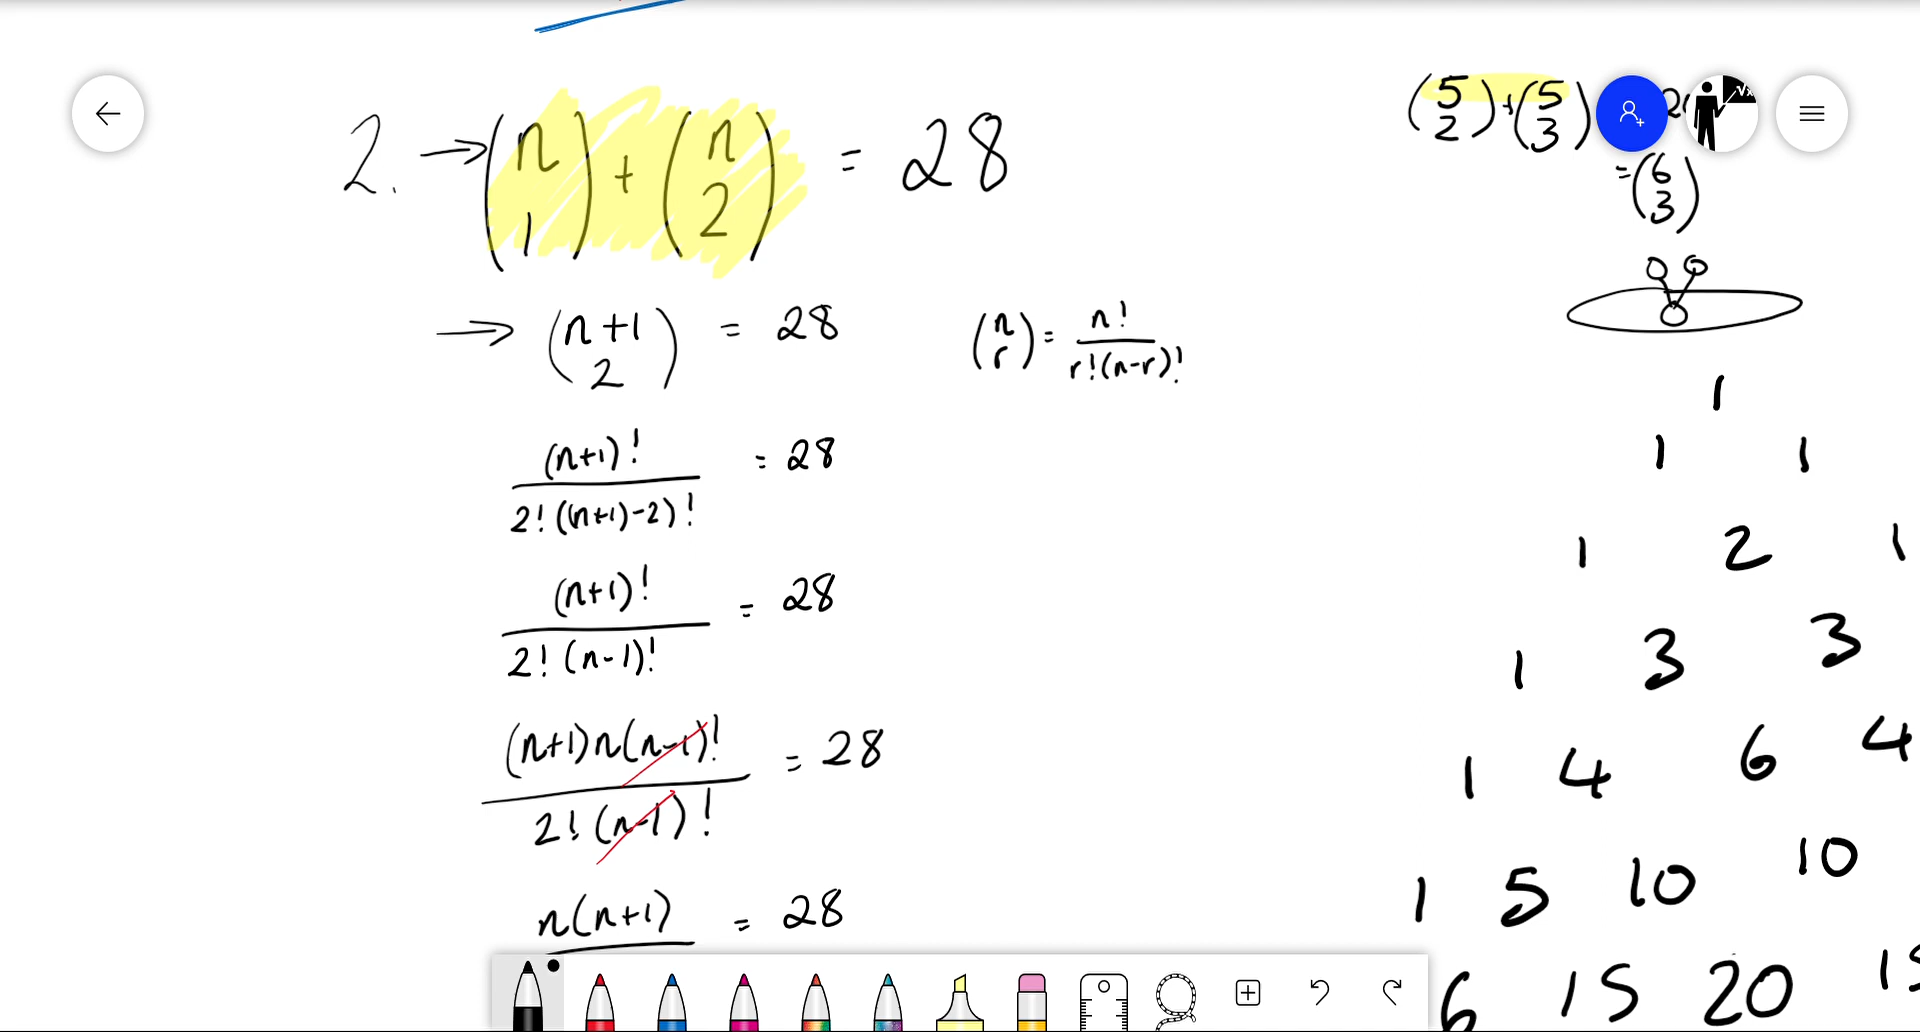 2. → (n 1) + (n 2) = 28
→ (n+1 2) = 28
(n r) = n! / r!(n-r)!
(n+1)! / 2!((n+1)-2)! = 28
(n+1)! / 2!(n-1)! = 28
(n+1)n(n-1)! / 2!(n-1)! = 28
n(n+1) = 28
(5 2) + (5 3)
= (6 3)
1
1 1
1 2 1
1 3 3
1 4 6 4
1 5 10 10
6 15 20